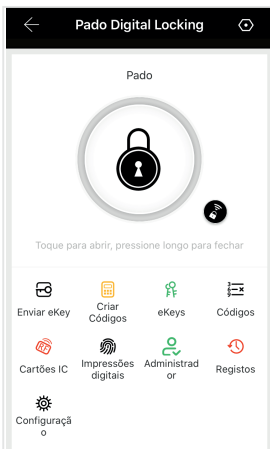 Pado Digital Locking
Pado
Toque para abrir, pressione longo para fechar
Enviar eKey
Criar
Códigos
eKeys
Códigos
Cartões IC
Impressões
digitais
Administrad
or
Registos
Configuraçã
o